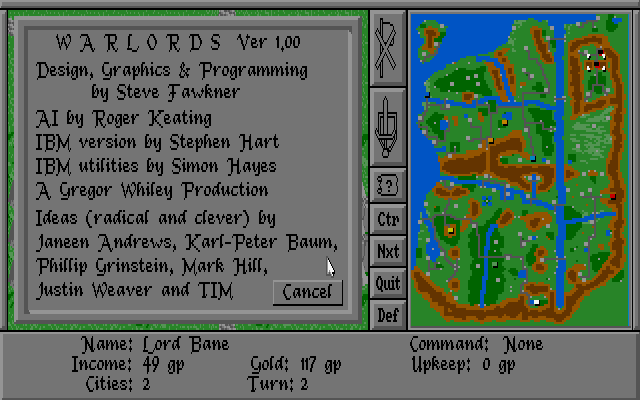 WARLORDS Ver 1,00
Design, Graphics & Programming
by Steve Fawkner
AI by Roger Keating
IBM version by Stephen Hart
IBM utilities by Simon Hayes
A Gregor Whiley Production
Ideas (radical and clever) by
Janeen Andrews, Karl-Peter Baum,
Phillip Grinstein, Mark Hill,
Justin Weaver and TIM
Cancel
?
Ctr
Nxt
Quit
Def
Name: Lord Bane
Command: None
Income: 49 gp
Gold: 117 gp
Upkeep: 0 gp
Cities: 2
Turn: 2